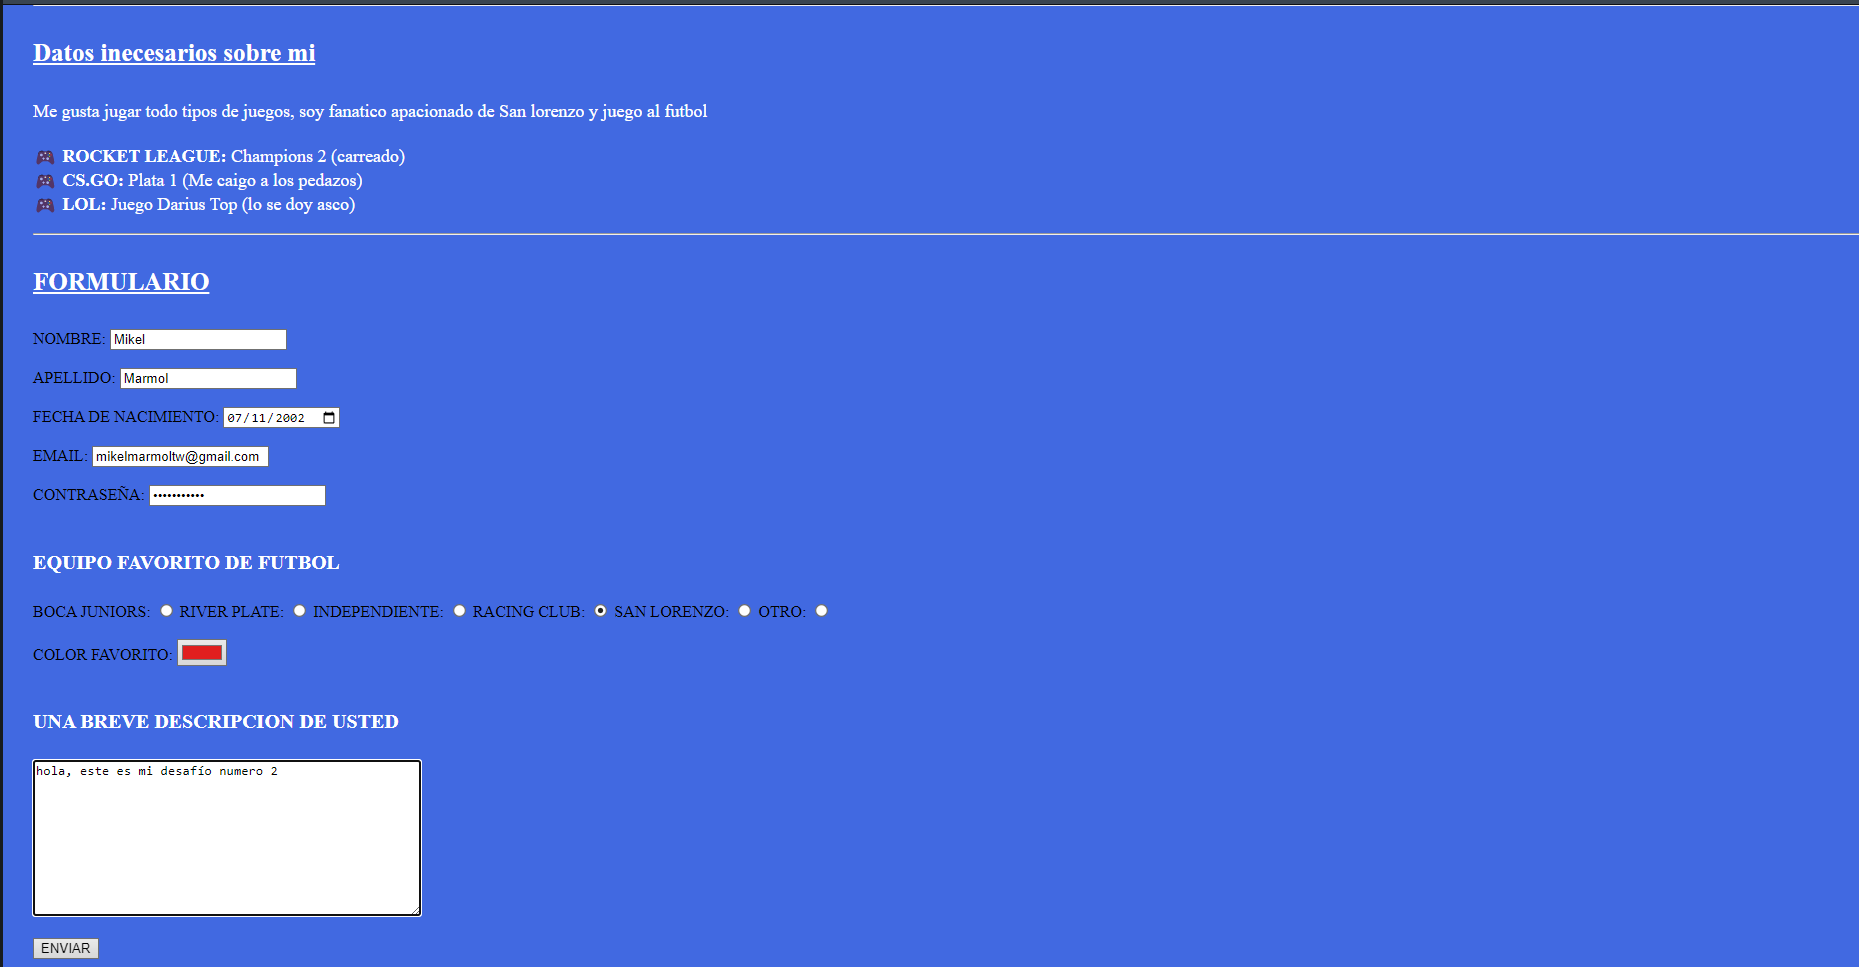 Datos inecesarios sobre mi
Me gusta jugar todo tipos de juegos, soy fanatico apacionado de San lorenzo y juego al futbol
ROCKET LEAGUE: Champions 2 (carreado)
CS.GO: Plata 1 (Me caigo a los pedazos)
LOL: Juego Darius Top (lo se doy asco)
FORMULARIO
NOMBRE: Mikel
APELLIDO: Marmol
FECHA DE NACIMIENTO: 07/11/2002
EMAIL: mikelmarmoltw@gmail.com
CONTRASEÑA: •••••••••••
EQUIPO FAVORITO DE FUTBOL
BOCA JUNIORS: RIVER PLATE: INDEPENDIENTE: RACING CLUB: SAN LORENZO: OTRO:
COLOR FAVORITO:
UNA BREVE DESCRIPCION DE USTED
hola, este es mi desafío numero 2
ENVIAR